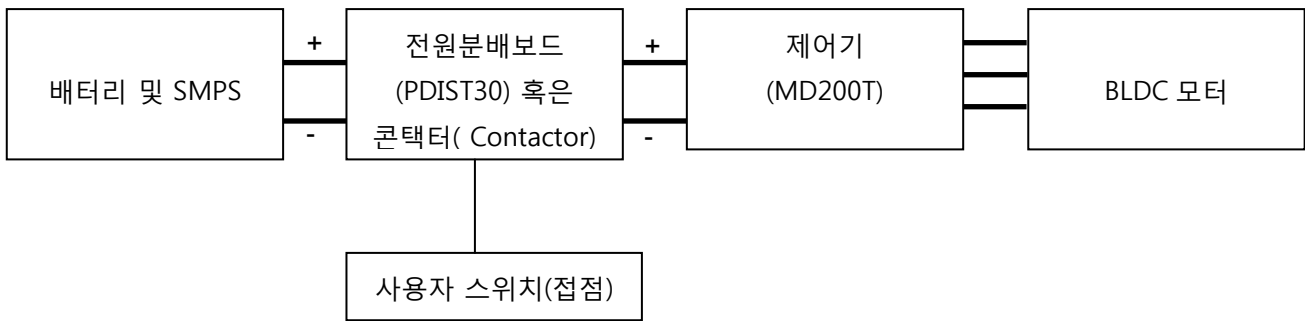 배터리 및 SMPS
+
-
전원분배보드
(PDIST30) 혹은
콘택터( Contactor)
+
-
제어기
(MD200T)
BLDC 모터
사용자 스위치(접점)